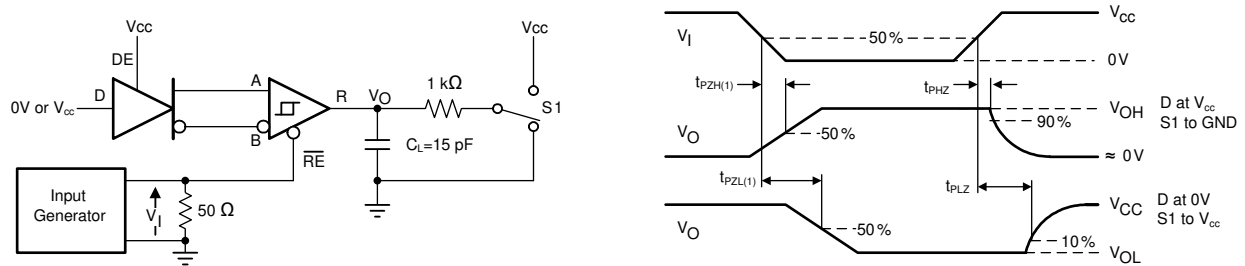 Vcc
DE
D
0V or Vcc
A
B
R
VO
1 kΩ
Vcc
S1
CL=15 pF
RE
Input
Generator
VI
50 Ω
VI
50%
VCC
0V
tPZH(1)
tPHZ
VO
50%
90%
VOH
≈ 0V
D at Vcc
S1 to GND
tPZL(1)
tPLZ
VO
50%
10%
VCC
VOL
D at 0V
S1 to Vcc